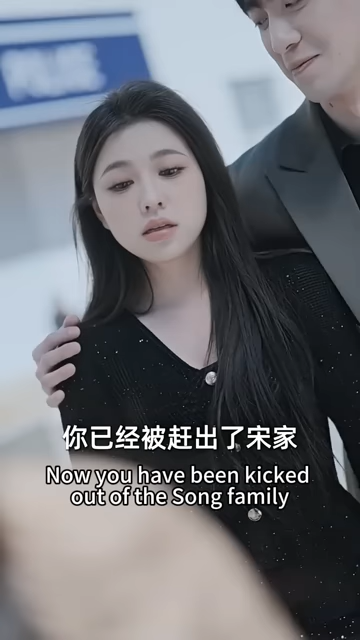 POLICE
你已经被赶出了宋家
Now you have been kicked
out of the Song family